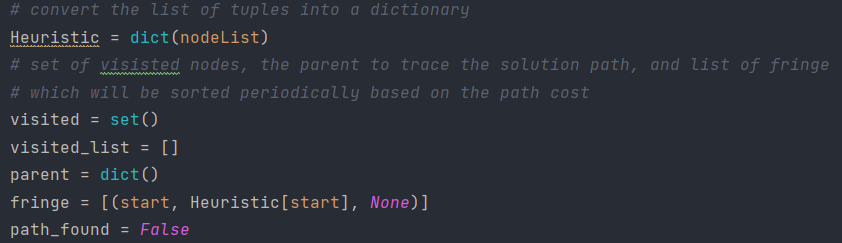 # convert the list of tuples into a dictionary
Heuristic = dict(nodeList)
# set of visisted nodes, the parent to trace the solution path, and list of fringe
# which will be sorted periodically based on the path cost
visited = set()
visited_list = []
parent = dict()
fringe = [(start, Heuristic[start], None)]
path_found = False